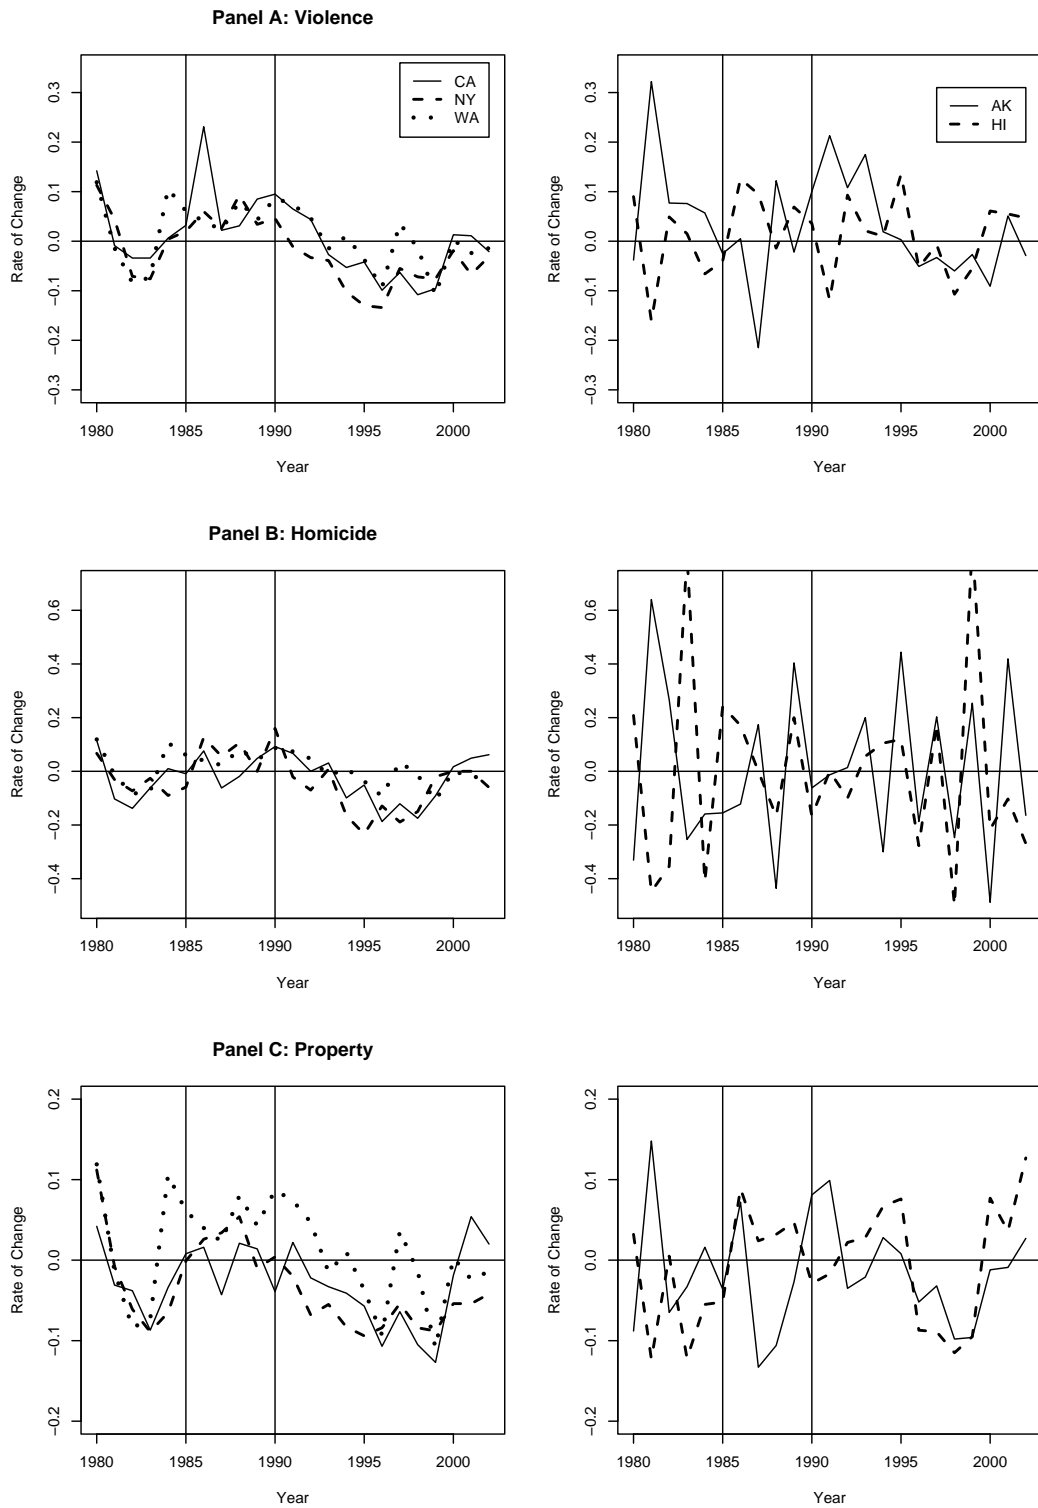 Panel A: Violence
Rate of Change
0.3
0.2
0.1
0.0
−0.1
−0.2
−0.3
CA
NY
WA
1980 1985 1990 1995 2000
Year
Rate of Change
0.3
0.2
0.1
0.0
−0.1
−0.2
−0.3
AK
HI
1980 1985 1990 1995 2000
Year
Panel B: Homicide
Rate of Change
0.6
0.4
0.2
0.0
−0.2
−0.4
1980 1985 1990 1995 2000
Year
Rate of Change
0.6
0.4
0.2
0.0
−0.2
−0.4
1980 1985 1990 1995 2000
Year
Panel C: Property
Rate of Change
0.2
0.1
0.0
−0.1
−0.2
1980 1985 1990 1995 2000
Year
Rate of Change
0.2
0.1
0.0
−0.1
−0.2
1980 1985 1990 1995 2000
Year